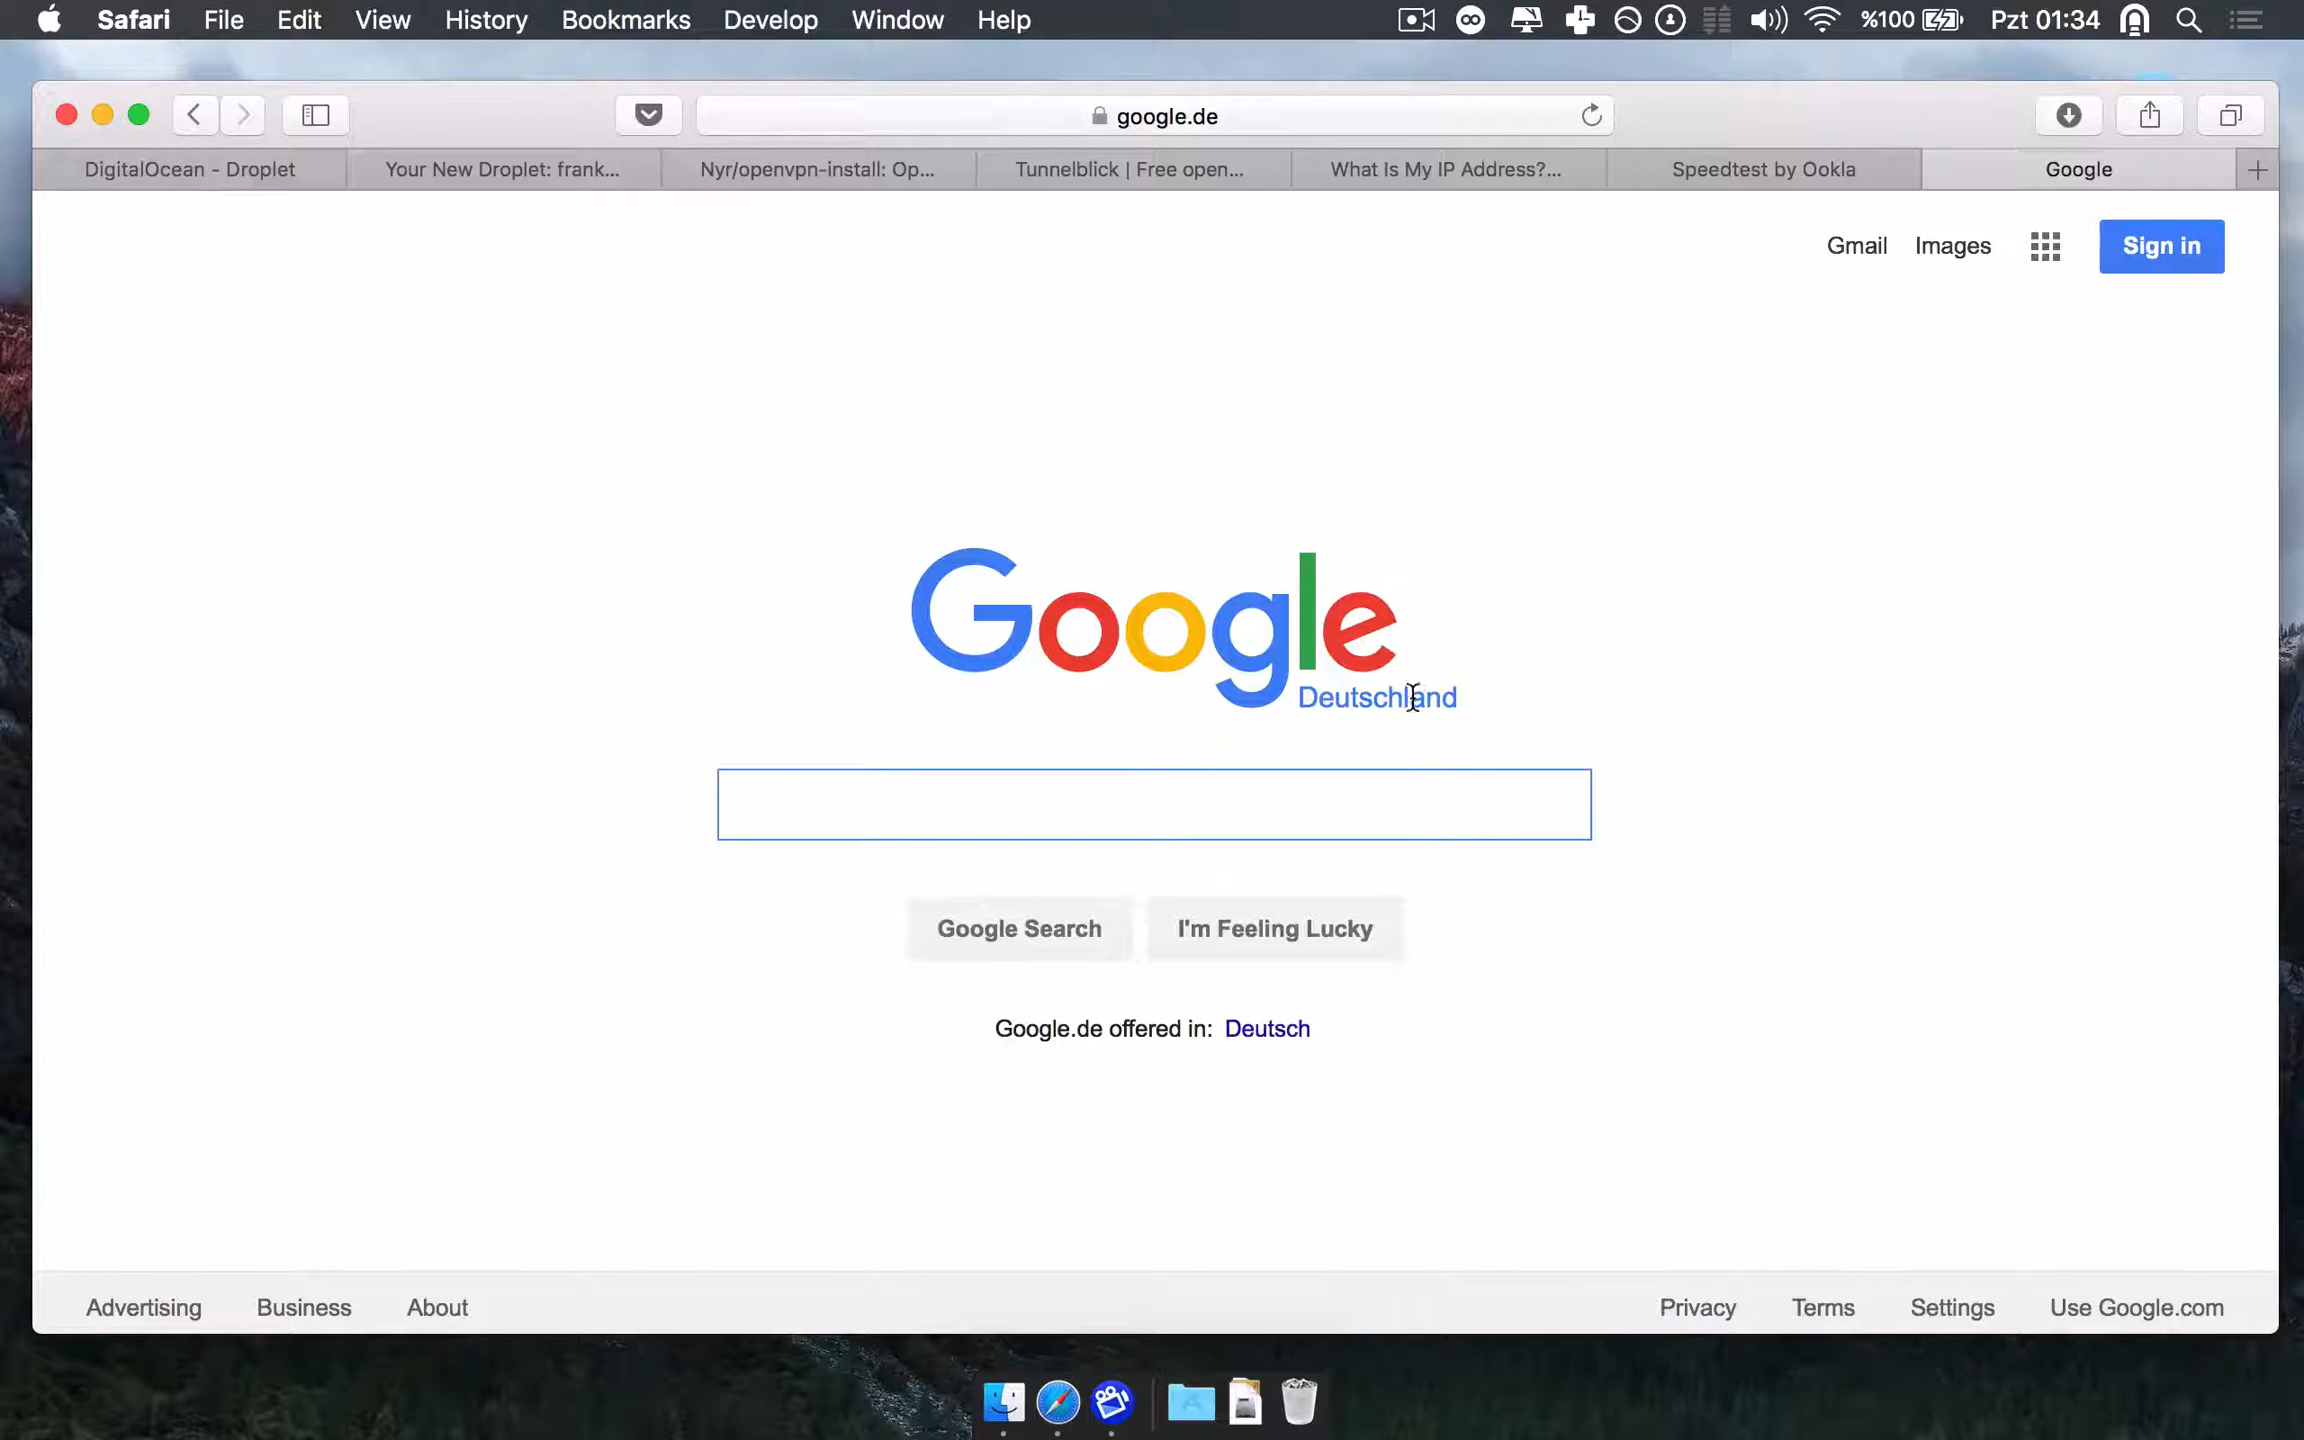 Safari File Edit View History Bookmarks Develop Window Help %100 Pzt 01:34
google.de
DigitalOcean - Droplet Your New Droplet: frank... Nyr/openvpn-install: Op... Tunnelblick | Free open... What Is My IP Address?... Speedtest by Ookla Google
Gmail Images Sign in
Google
Deutschland
Google Search I'm Feeling Lucky
Google.de offered in: Deutsch
Advertising Business About Privacy Terms Settings Use Google.com